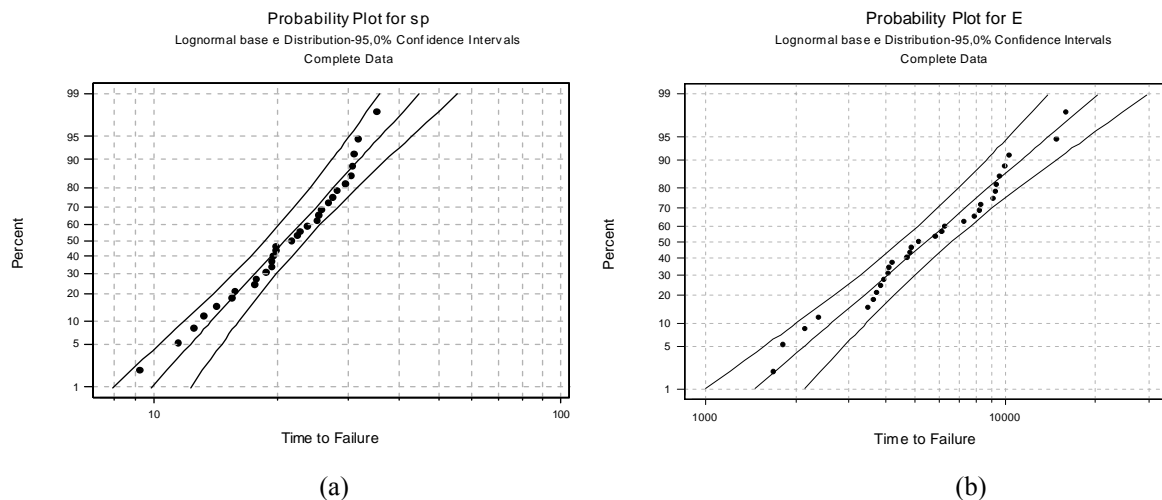 Probability Plot for sp
Lognormal base e Distribution-95,0% Confidence Intervals
Complete Data
99
95
90
80
70
60
50
40
30
20
10
5
1
Percent
10
20
100
Time to Failure
(a)
Probability Plot for E
Lognormal base e Distribution-95,0% Confidence Intervals
Complete Data
99
95
90
80
70
60
50
40
30
20
10
5
1
Percent
1000
10000
Time to Failure
(b)